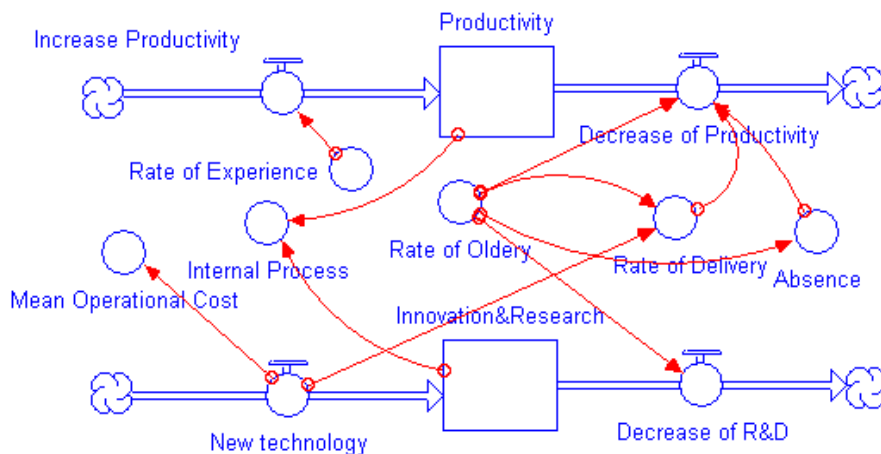 Productivity
Increase Productivity
Decrease of Productivity
Rate of Experience
Rate of Oldery
Rate of Delivery
Internal Process
Absence
Mean Operational Cost
Innovation&Research
New technology
Decrease of R&D